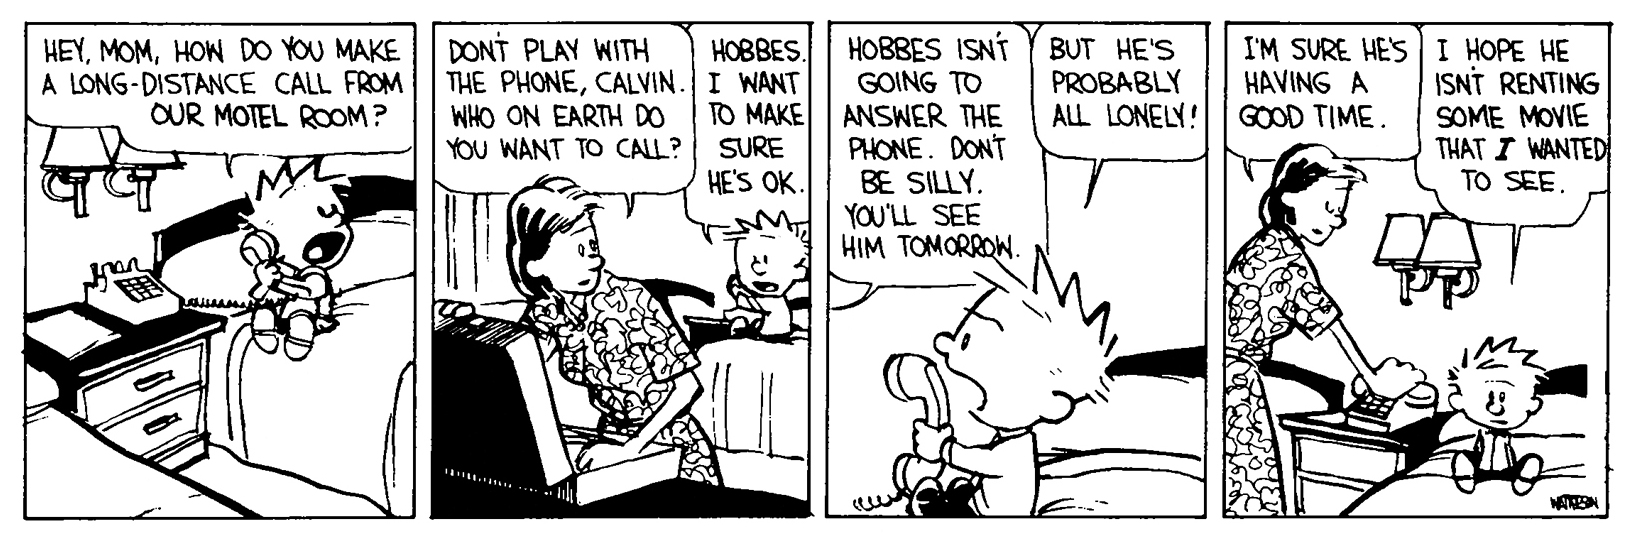 HEY, MOM, HOW DO YOU MAKE
A LONG-DISTANCE CALL FROM
OUR MOTEL ROOM?
DON'T PLAY WITH
THE PHONE, CALVIN.
WHO ON EARTH DO
YOU WANT TO CALL?
HOBBES.
I WANT
TO MAKE
SURE
HE'S OK.
HOBBES ISN'T
GOING TO
ANSWER THE
PHONE. DON'T
BE SILLY.
YOU'LL SEE
HIM TOMORROW.
BUT HE'S
PROBABLY
ALL LONELY!
I'M SURE HE'S
HAVING A
GOOD TIME.
I HOPE HE
ISN'T RENTING
SOME MOVIE
THAT I WANTED
TO SEE.
WATTERSON